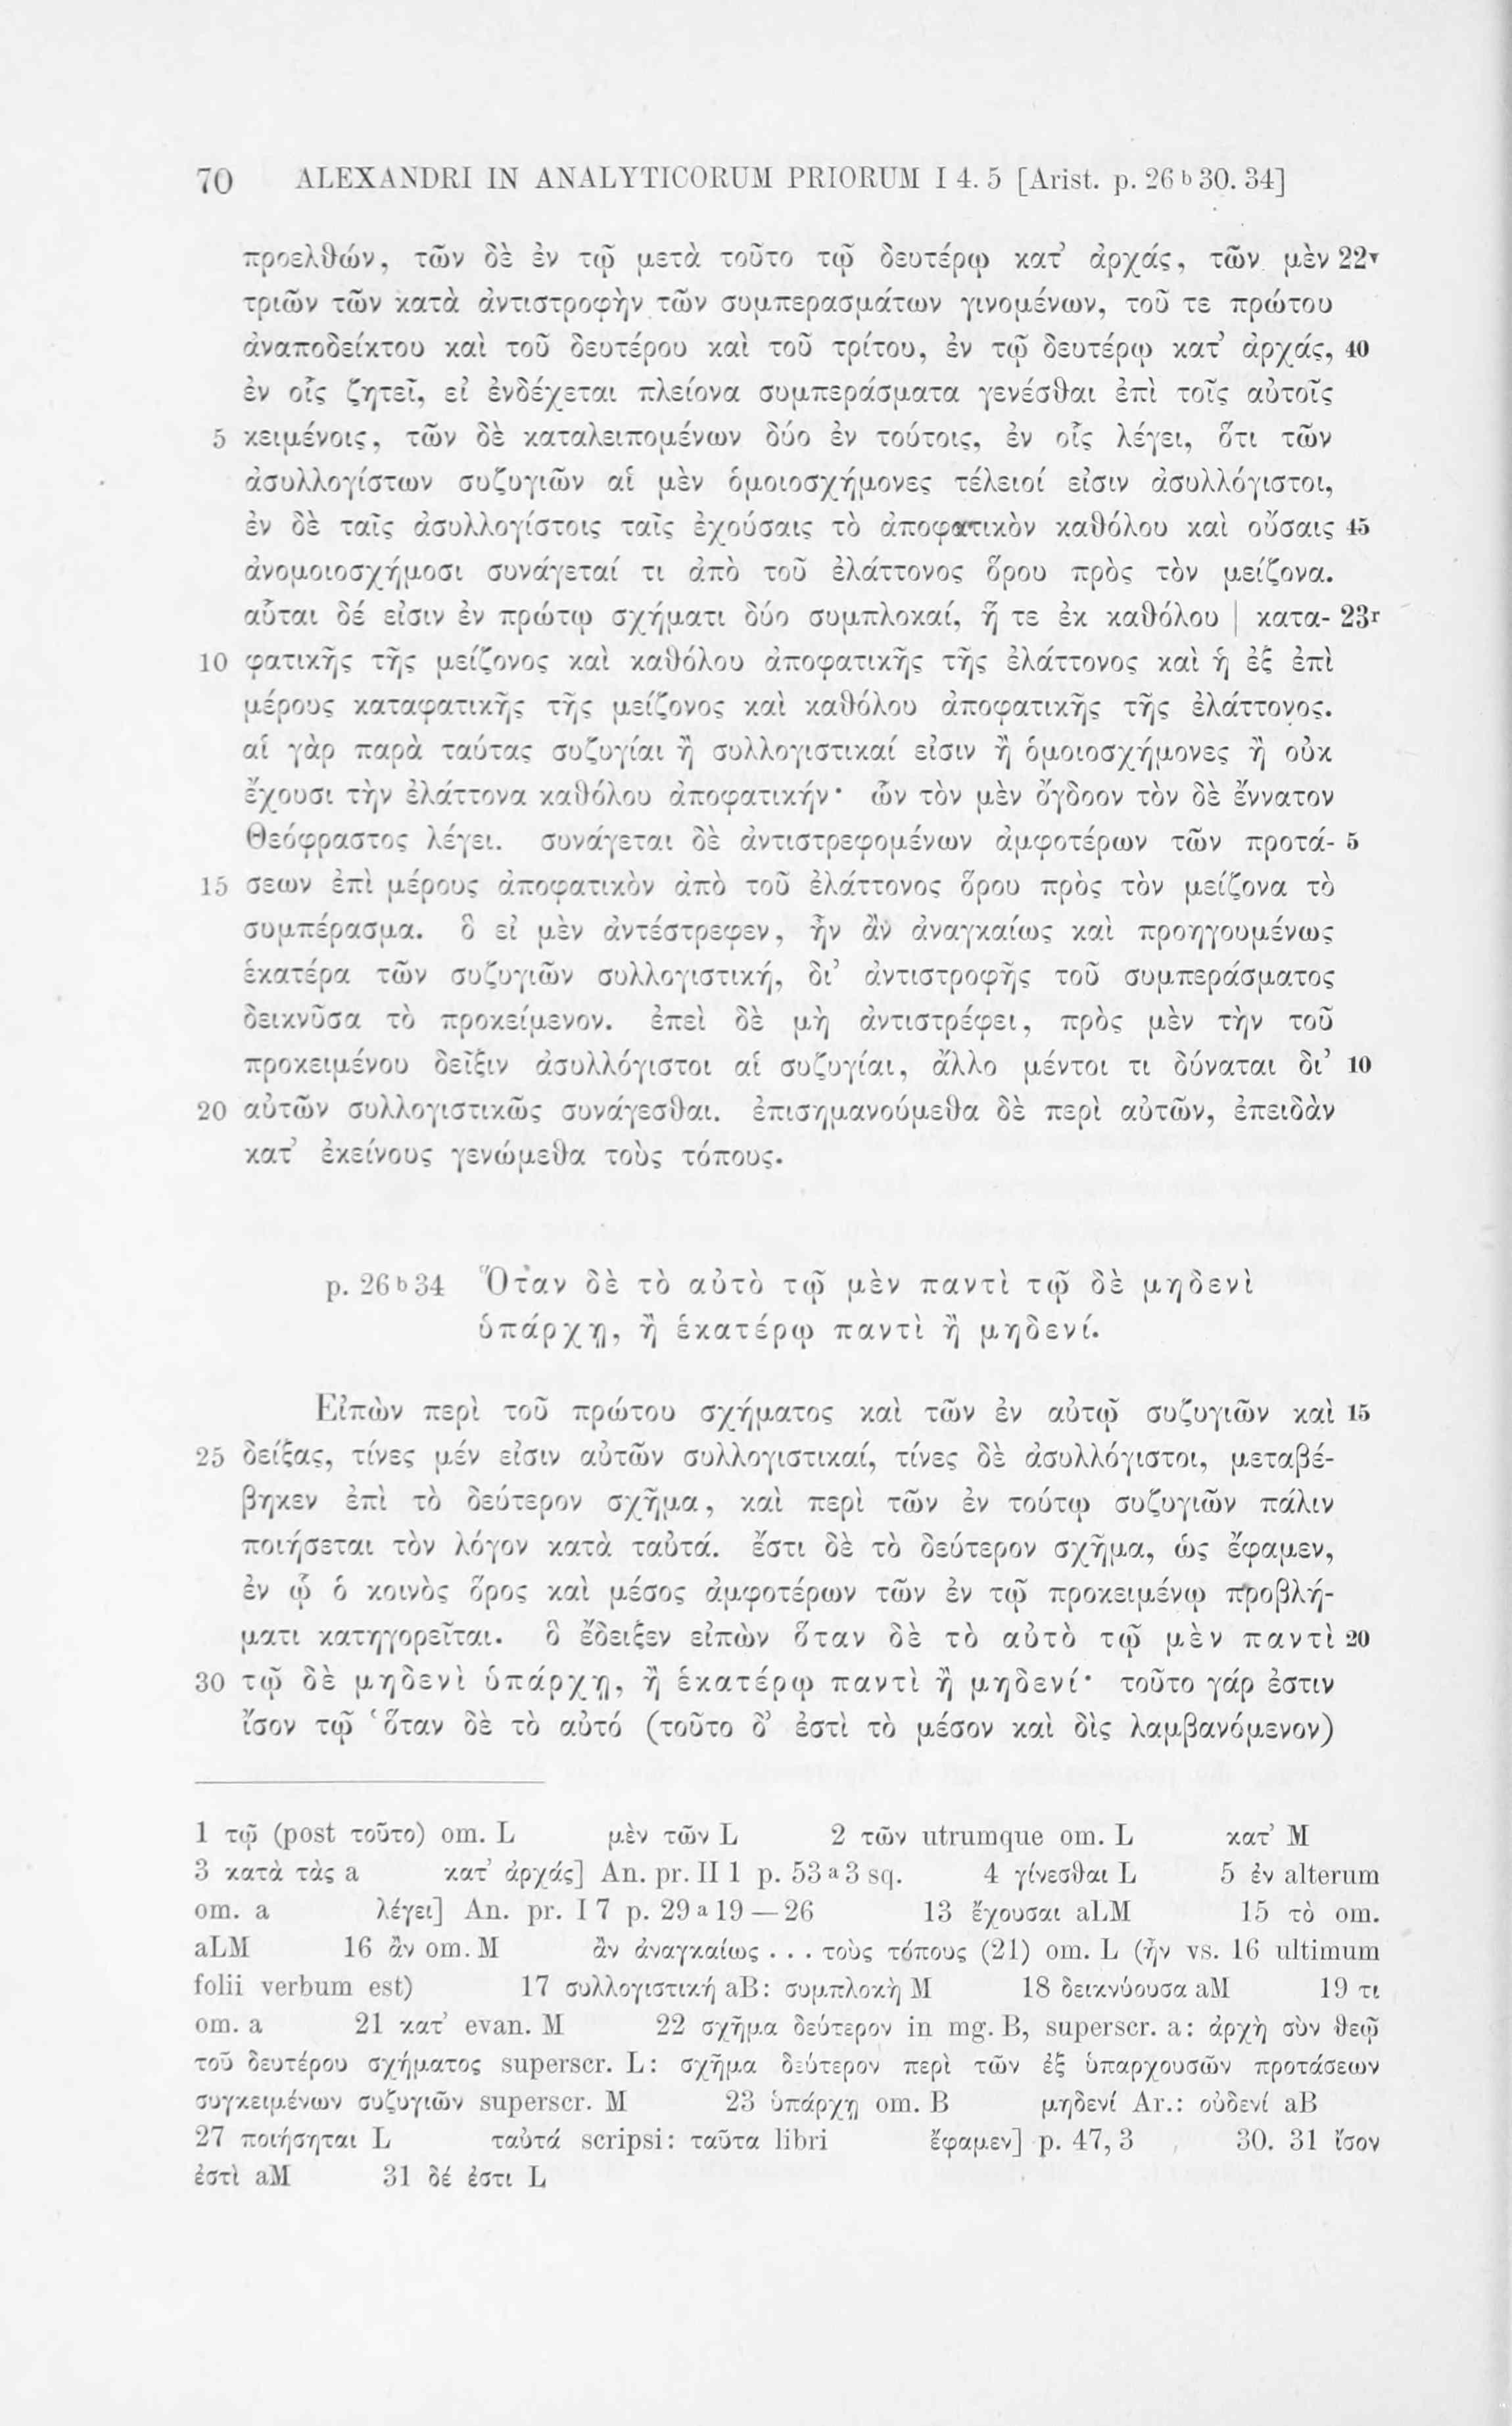 70 ALEXANDRI IN ANALYTICORUM PRIORUM I 4. 5 [Arist. p. 26 b 30. 34]
προελθών, τῶν δὲ ἐν τῷ μετὰ τοῦτο τῷ δευτέρῳ κατ’ ἀρχάς, τῶν μὲν 22v
τριῶν τῶν κατὰ ἀντιστροφὴν τῶν συμπερασμάτων γινομένων, τοῦ τε πρώτου
ἀναποδείκτου καὶ τοῦ δευτέρου καὶ τοῦ τρίτου, ἐν τῷ δευτέρῳ κατ’ ἀρχάς, 40
ἐν οἷς ζητεῖ, εἰ ἐνδέχεται πλείονα συμπεράσματα γενέσθαι ἐπὶ τοῖς αὐτοῖς
5 κειμένοις, τῶν δὲ καταλειπομένων δύο ἐν τούτοις, ἐν οἷς λέγει, ὅτι τῶν
ἀσυλλογίστων συζυγιῶν αἱ μὲν ὁμοιοσχήμονες τέλειοί εἰσιν ἀσυλλόγιστοι,
ἐν δὲ ταῖς ἀσυλλογίστοις ταῖς ἐχούσαις τὸ ἀποφατικὸν καθόλου καὶ οὔσαις 45
ἀνομοιοσχήμοσι συνάγεταί τι ἀπὸ τοῦ ἐλάττονος ὅρου πρὸς τὸν μείζονα.
αὗται δέ εἰσιν ἐν πρώτῳ σχήματι δύο συμπλοκαί, ἥ τε ἐκ καθόλου | κατα- 23r
10 φατικῆς τῆς μείζονος καὶ καθόλου ἀποφατικῆς τῆς ἐλάττονος καὶ ἡ ἐξ ἐπὶ
μέρους καταφατικῆς τῆς μείζονος καὶ καθόλου ἀποφατικῆς τῆς ἐλάττονος.
αἱ γὰρ παρὰ ταύτας συζυγίαι ἢ συλλογιστικαί εἰσιν ἢ ὁμοιοσχήμονες ἢ οὐκ
ἔχουσι τὴν ἐλάττονα καθόλου ἀποφατικήν· ὧν τὸν μὲν ὄγδοον τὸν δὲ ἔννατον
Θεόφραστος λέγει. συνάγεται δὲ ἀντιστρεφομένων ἀμφοτέρων τῶν προτά- 5
15 σεων ἐπὶ μέρους ἀποφατικὸν ἀπὸ τοῦ ἐλάττονος ὅρου πρὸς τὸν μείζονα τὸ
συμπέρασμα. ὃ εἰ μὲν ἀντέστρεφεν, ἦν ἂν ἀναγκαίως καὶ προηγουμένως
ἑκατέρα τῶν συζυγιῶν συλλογιστική, δι’ ἀντιστροφῆς τοῦ συμπεράσματος
δεικνῦσα τὸ προκείμενον. ἐπεὶ δὲ μὴ ἀντιστρέφει, πρὸς μὲν τὴν τοῦ
προκειμένου δεῖξιν ἀσυλλόγιστοι αἱ συζυγίαι, ἄλλο μέντοι τι δύναται δι’ 10
20 αὐτῶν συλλογιστικῶς συνάγεσθαι. ἐπισημανούμεθα δὲ περὶ αὐτῶν, ἐπειδὰν
κατ’ ἐκείνους γενώμεθα τοὺς τόπους.
p. 26 b 34 Ὅταν δὲ τὸ αὐτὸ τῷ μὲν παντὶ τῷ δὲ μηδενὶ
ὑπάρχῃ, ἢ ἑκατέρῳ παντὶ ἢ μηδενί.
Εἰπὼν περὶ τοῦ πρώτου σχήματος καὶ τῶν ἐν αὐτῷ συζυγιῶν καὶ 15
25 δείξας, τίνες μέν εἰσιν αὐτῶν συλλογιστικαί, τίνες δὲ ἀσυλλόγιστοι, μεταβέ-
βηκεν ἐπὶ τὸ δεύτερον σχῆμα, καὶ περὶ τῶν ἐν τούτῳ συζυγιῶν πάλιν
ποιήσεται τὸν λόγον κατὰ ταὐτά. ἔστι δὲ τὸ δεύτερον σχῆμα, ὡς ἔφαμεν,
ἐν ᾧ ὁ κοινὸς ὅρος καὶ μέσος ἀμφοτέρων τῶν ἐν τῷ προκειμένῳ προβλή-
ματι κατηγορεῖται. ὃ ἔδειξεν εἰπὼν ὅταν δὲ τὸ αὐτὸ τῷ μὲν παντὶ 20
30 τῷ δὲ μηδενὶ ὑπάρχῃ, ἢ ἑκατέρῳ παντὶ ἢ μηδενί· τοῦτο γάρ ἐστιν
ἴσον τῷ ‘ὅταν δὲ τὸ αὐτό (τοῦτο δ’ ἐστὶ τὸ μέσον καὶ δὶς λαμβανόμενον)
1 τῷ (post τοῦτο) om. L μὲν τῶν L 2 τῶν utrumque om. L κατ’ M
3 κατὰ τὰς a κατ’ ἀρχάς] An. pr. II 1 p. 53 a 3 sq. 4 γίνεσθαι L 5 ἐν alterum
om. a λέγει] An. pr. I 7 p. 29 a 19 — 26 13 ἔχουσαι aLM 15 τὸ om.
aLM 16 ἂν om. M ἂν ἀναγκαίως . . . τοὺς τόπους (21) om. L (ἦν vs. 16 ultimum
folii verbum est) 17 συλλογιστική aB: συμπλοκὴ M 18 δεικνύουσα aM 19 τι
om. a 21 κατ’ evan. M 22 σχῆμα δεύτερον in mg. B, superscr. a: ἀρχὴ σὺν θεῷ
τοῦ δευτέρου σχήματος superscr. L: σχῆμα δεύτερον περὶ τῶν ἐξ ὑπαρχουσῶν προτάσεων
συγκειμένων συζυγιῶν superscr. M 23 ὑπάρχῃ om. B μηδενί Ar.: οὐδενί aB
27 ποιήσηται L ταὐτά scripsi: ταῦτα libri ἔφαμεν] p. 47, 3 30. 31 ἴσον
ἐστὶ aM 31 δέ ἐστι L